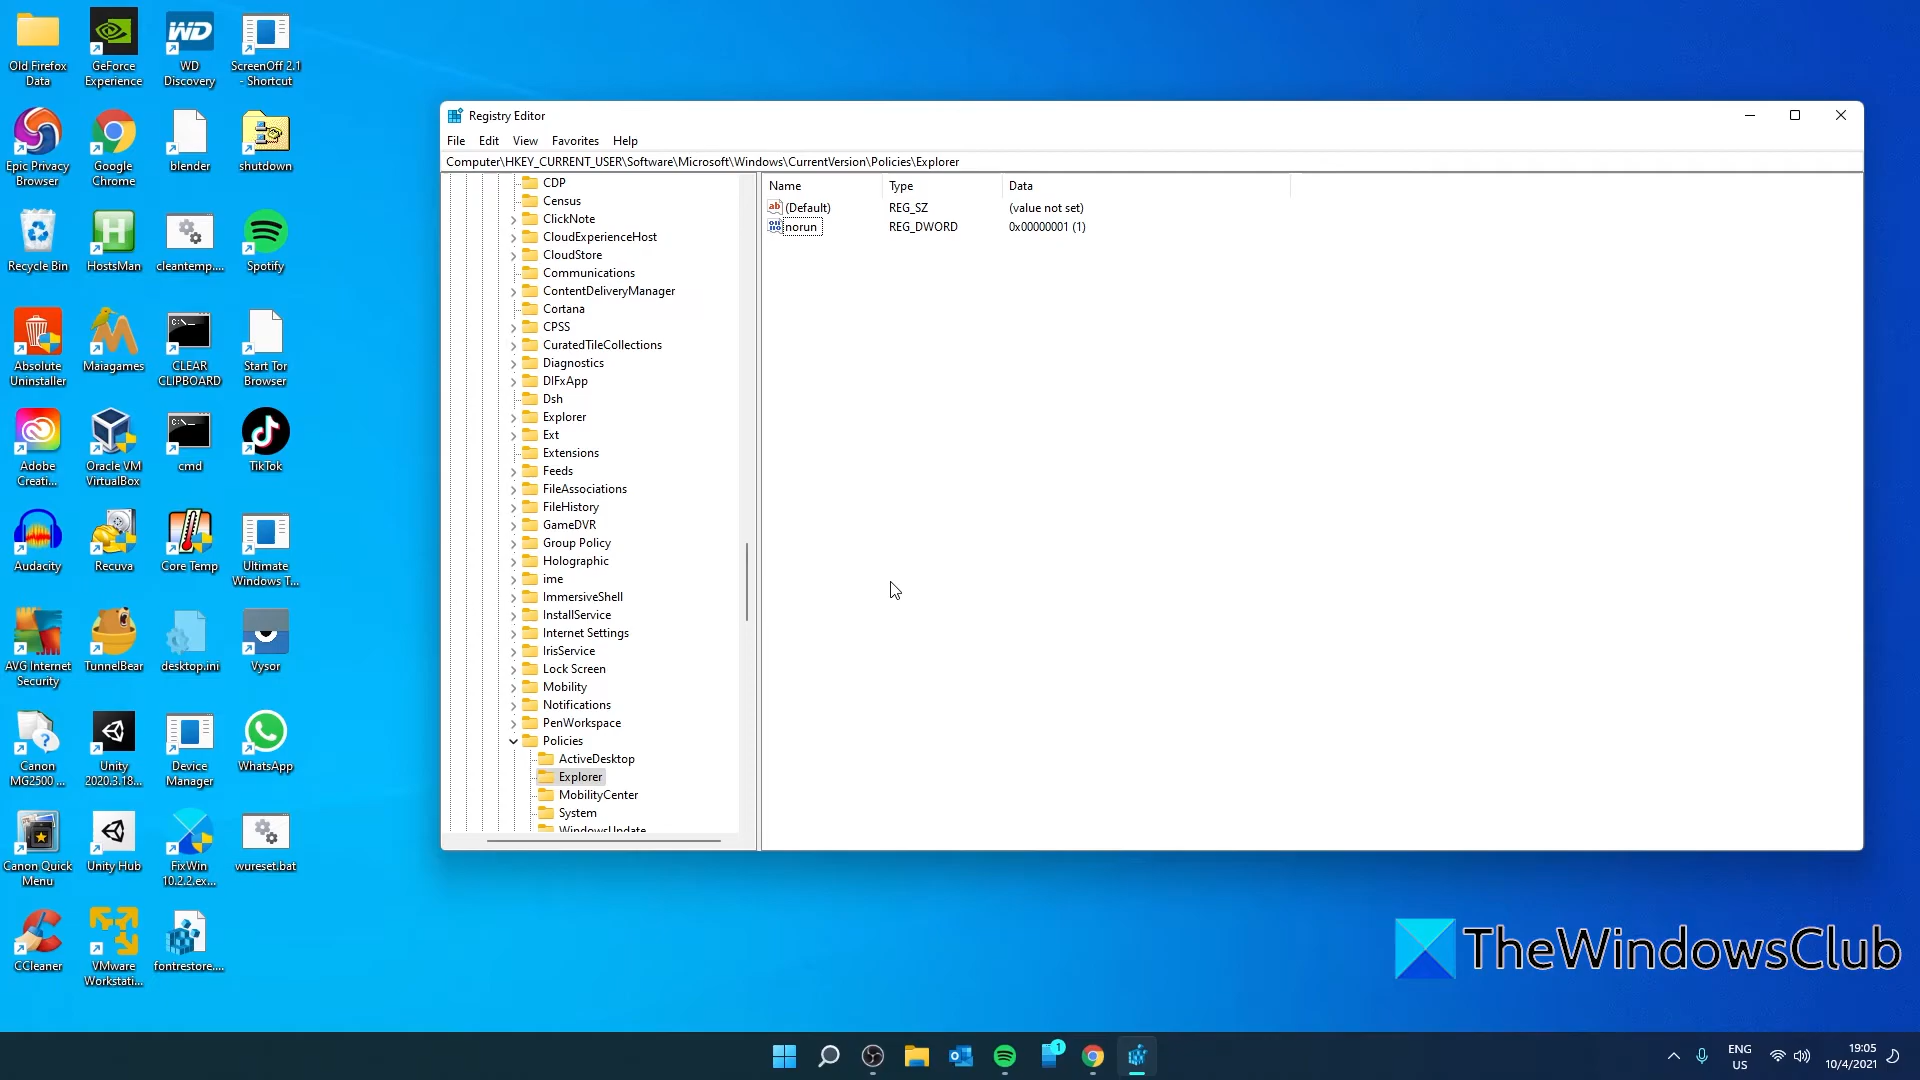 Old Firefox
Data
GeForce
Experience
WD
WD
Discovery
ScreenOff 2.1
- Shortcut
Epic Privacy
Browser
Google
Chrome
blender
shutdown
Recycle Bin
H
HostsMan
cleantemp....
Spotify
Absolute
Uninstaller
Maiagames
C:\_
CLEAR
CLIPBOARD
Start Tor
Browser
Adobe
Creati...
Oracle VM
VirtualBox
C:\_
cmd
TikTok
Audacity
Recuva
Core Temp
Ultimate
Windows T...
AVG Internet
Security
TunnelBear
desktop.ini
Vysor
Canon
MG2500 ...
Unity
2020.3.18...
Device
Manager
WhatsApp
Canon Quick
Menu
Unity Hub
FixWin
10.2.2.ex...
wureset.bat
CCleaner
VMware
Workstati...
fontrestore....
Registry Editor
File Edit View Favorites Help
Computer\HKEY_CURRENT_USER\Software\Microsoft\Windows\CurrentVersion\Policies\Explorer
CDP
Census
ClickNote
CloudExperienceHost
CloudStore
Communications
ContentDeliveryManager
Cortana
CPSS
CuratedTileCollections
Diagnostics
DIFxApp
Dsh
Explorer
Ext
Extensions
Feeds
FileAssociations
FileHistory
GameDVR
Group Policy
Holographic
ime
ImmersiveShell
InstallService
Internet Settings
IrisService
Lock Screen
Mobility
Notifications
PenWorkspace
Policies
ActiveDesktop
Explorer
MobilityCenter
System
WindowsUpdate
Name Type Data
ab (Default) REG_SZ (value not set)
norun REG_DWORD 0x00000001 (1)
TheWindowsClub
1
ENG
US
19:05
10/4/2021